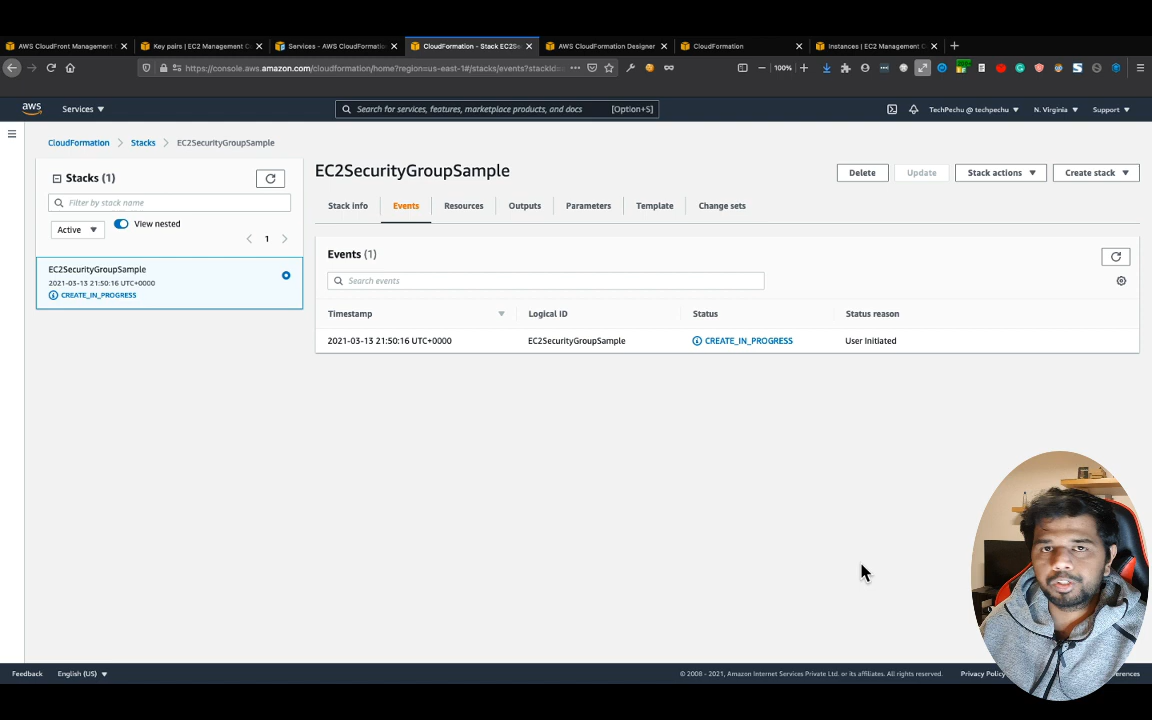 AWS CloudFront Management
Key pairs | EC2 Management C
Services - AWS CloudFormation
CloudFormation - Stack EC2Se
AWS CloudFormation Designer
CloudFormation
Instances | EC2 Management C
https://console.aws.amazon.com/cloudformation/home?region=us-east-1#/stacks/events?stackId=
100%
aws
Services
Search for services, features, marketplace products, and docs
[Option+S]
TechPechu @ techpechu
N. Virginia
Support
CloudFormation
Stacks
EC2SecurityGroupSample
Stacks (1)
Filter by stack name
Active
View nested
1
EC2SecurityGroupSample
2021-03-13 21:50:16 UTC+0000
CREATE_IN_PROGRESS
EC2SecurityGroupSample
Delete
Update
Stack actions
Create stack
Stack info
Events
Resources
Outputs
Parameters
Template
Change sets
Events (1)
Search events
Timestamp
Logical ID
Status
Status reason
2021-03-13 21:50:16 UTC+0000
EC2SecurityGroupSample
CREATE_IN_PROGRESS
User Initiated
Feedback
English (US)
© 2008 - 2021, Amazon Internet Services Private Ltd. or its affiliates. All rights reserved.
Privacy Policy
erences